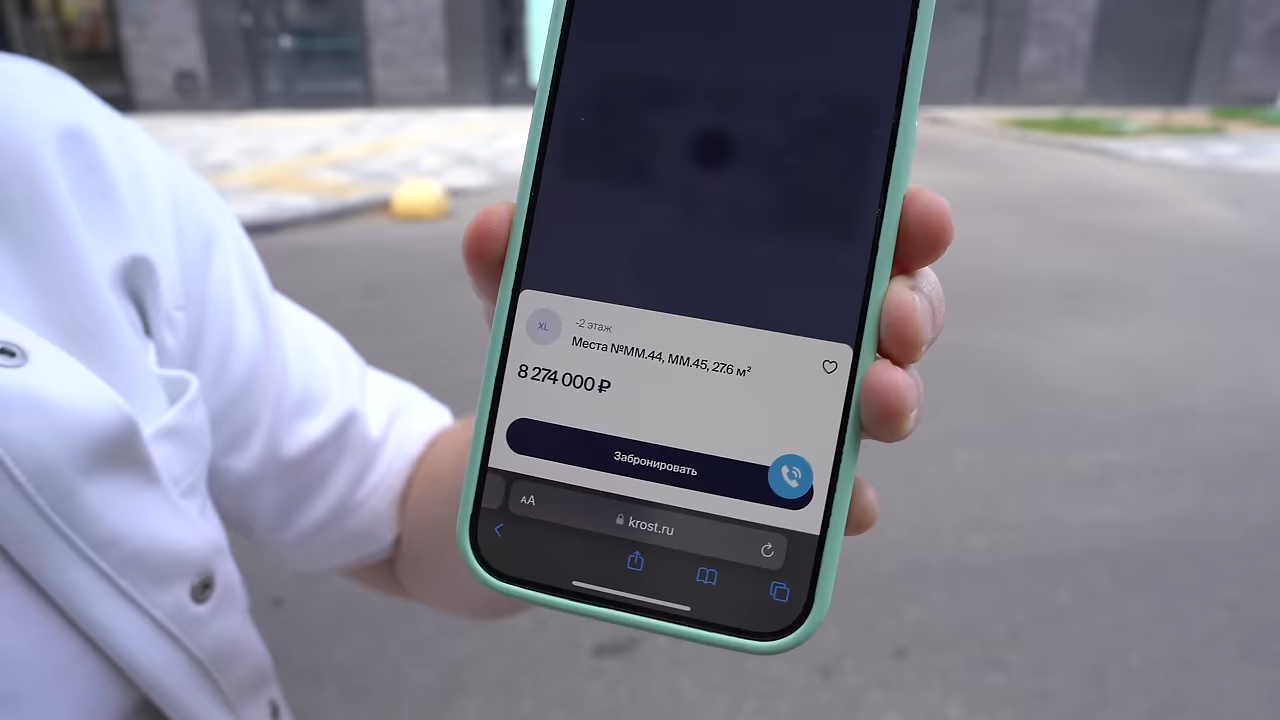 XL
-2 этаж
Места №ММ.44, ММ.45, 27.6 м²
8 274 000 ₽
Забронировать
AA
krost.ru